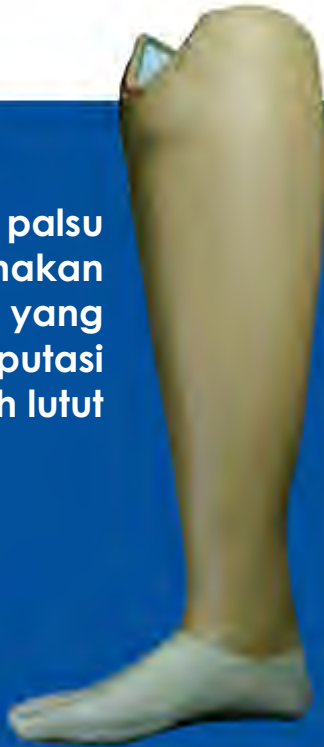 palsu
nakan
yang
putasi
h lutut